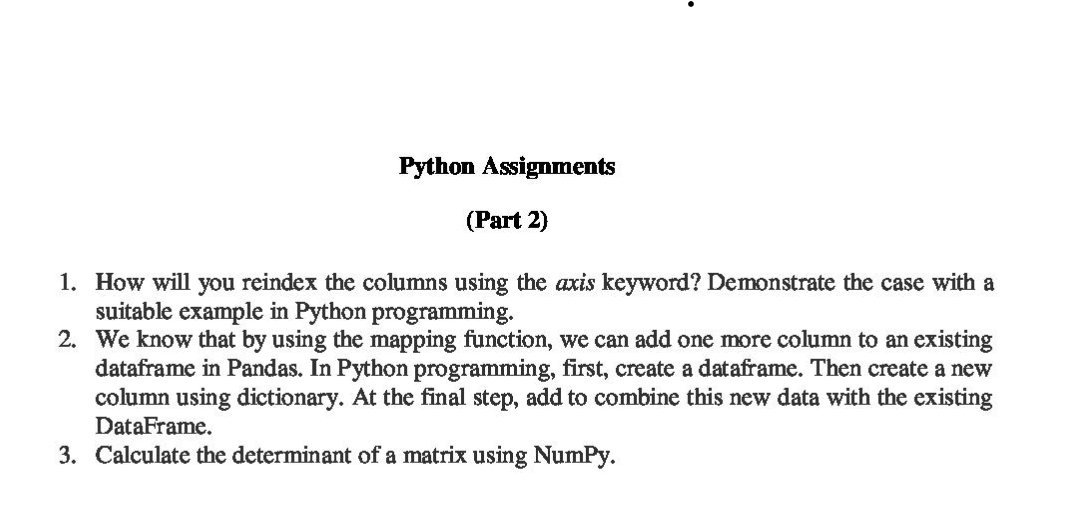 Python Assignments
(Part 2)
1. How will you reindex the columns using the axis keyword? Demonstrate the case with a
suitable example in Python programming.
2. We know that by using the mapping function, we can add one more column to an existing
dataframe in Pandas. In Python programming, first, create a dataframe. Then create a new
column using dictionary. At the final step, add to combine this new data with the existing
DataFrame.
3. Calculate the determinant of a matrix using NumPy.